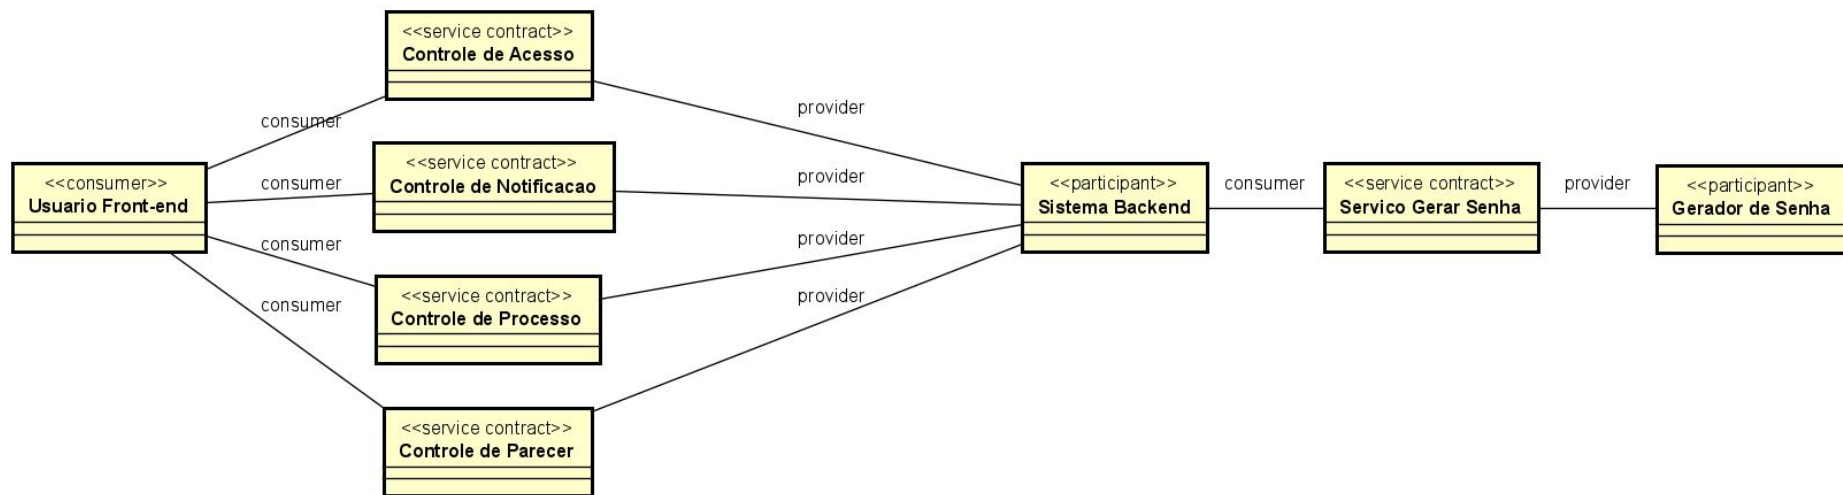 <<service contract>>
Controle de Acesso
consumer
provider
<<service contract>>
Controle de Notificacao
consumer
provider
<<consumer>>
Usuario Front-end
<<participant>>
Sistema Backend
consumer
<<service contract>>
Servico Gerar Senha
provider
<<participant>>
Gerador de Senha
consumer
provider
<<service contract>>
Controle de Processo
consumer
provider
<<service contract>>
Controle de Parecer